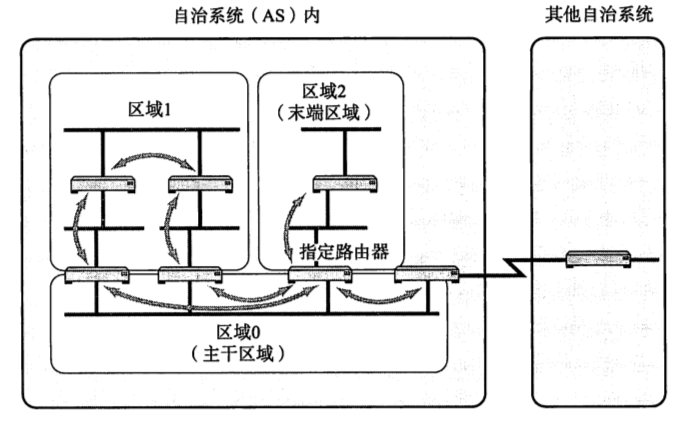 自治系统（AS）内
其他自治系统
区域1
区域2
（末端区域）
指定路由器
区域0
（主干区域）